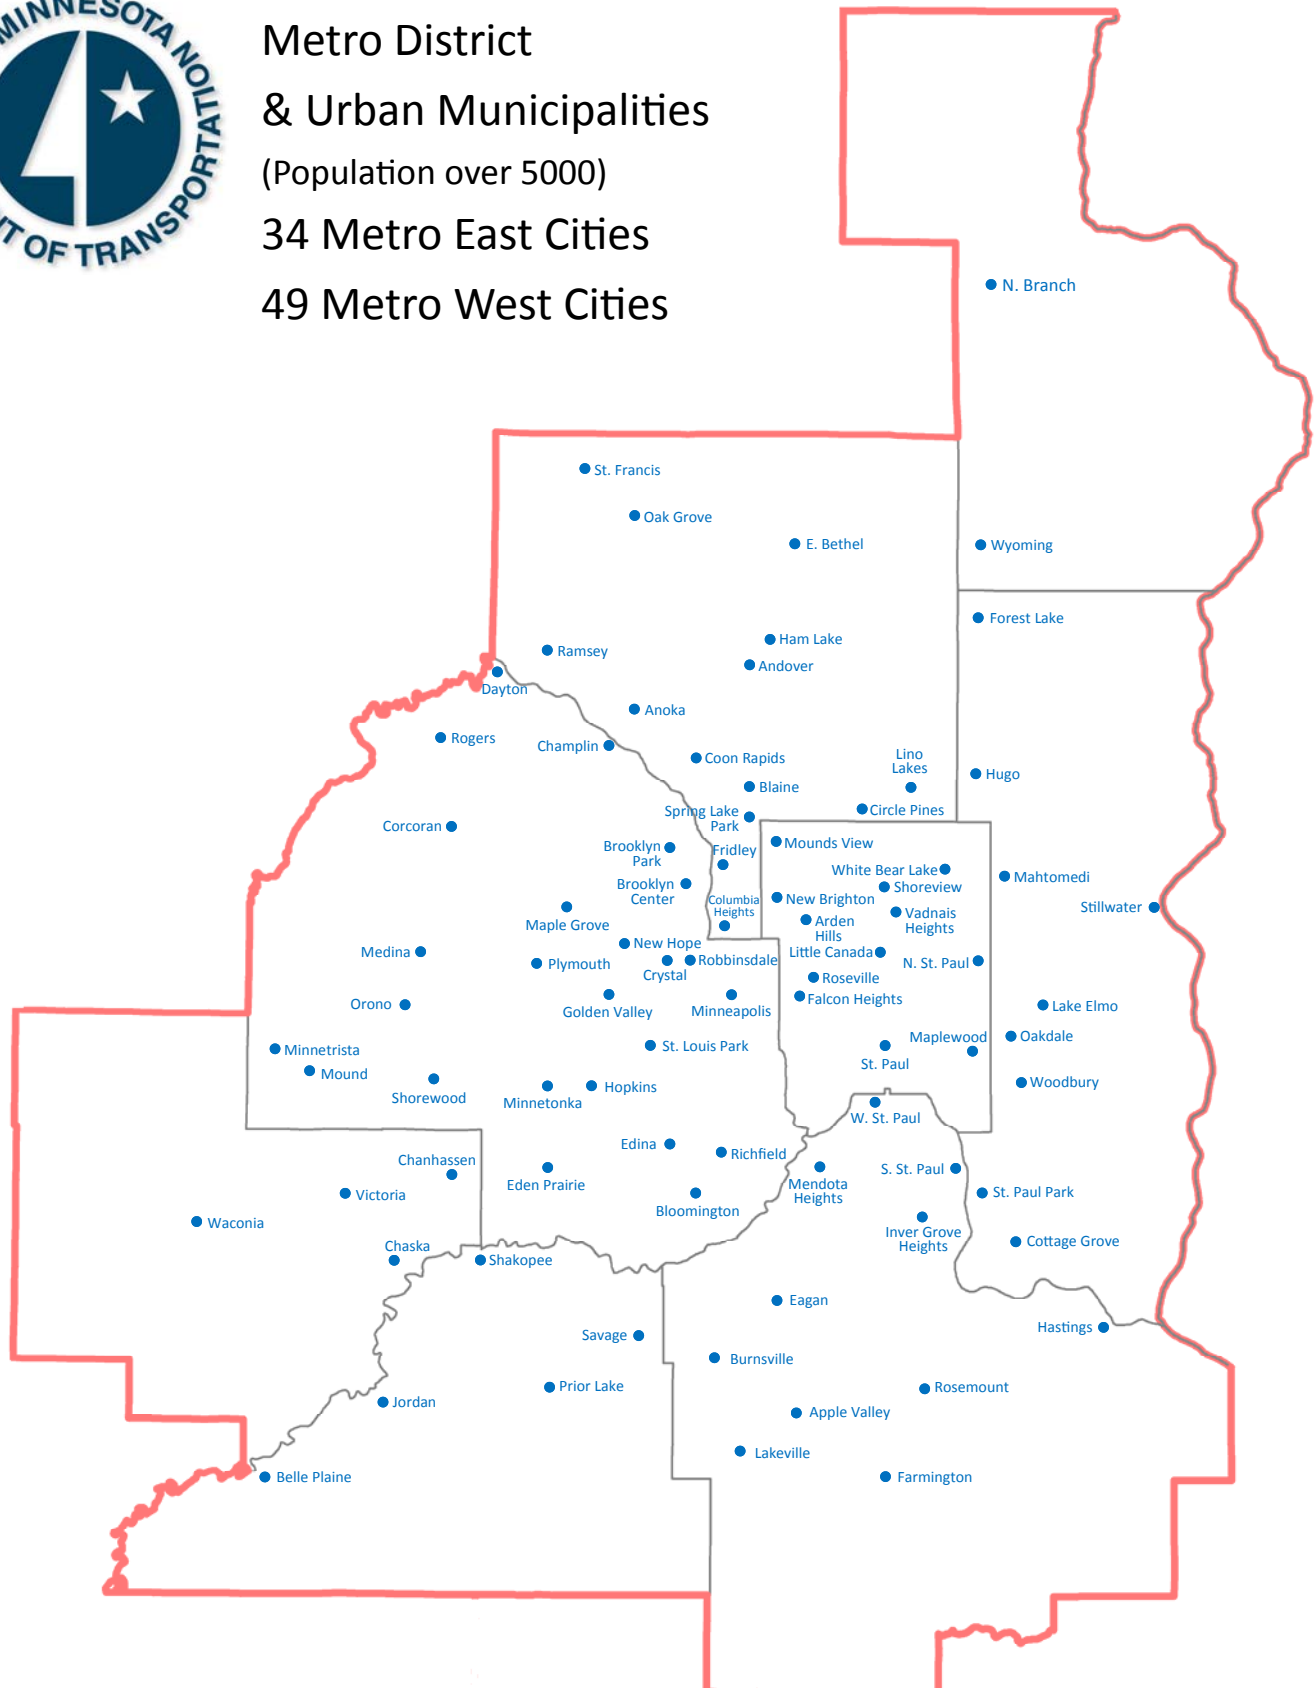 MINNESOTA
NT OF TRANSPORTATION
Metro District
& Urban Municipalities
(Population over 5000)
34 Metro East Cities
49 Metro West Cities
N. Branch
St. Francis
Oak Grove
E. Bethel
Wyoming
Forest Lake
Ham Lake
Ramsey
Andover
Dayton
Anoka
Rogers
Champlin
Coon Rapids
Lino
Lakes
Hugo
Blaine
Spring Lake
Park
Circle Pines
Corcoran
Brooklyn
Park
Fridley
Mounds View
White Bear Lake
Mahtomedi
Brooklyn
Center
Shoreview
Columbia
Heights
New Brighton
Stillwater
Maple Grove
Arden
Hills
Vadnais
Heights
New Hope
Medina
Plymouth
Crystal
Robbinsdale
Little Canada
N. St. Paul
Roseville
Orono
Golden Valley
Minneapolis
Falcon Heights
Lake Elmo
Minnetrista
St. Louis Park
Maplewood
Oakdale
St. Paul
Mound
Shorewood
Minnetonka
Hopkins
Woodbury
W. St. Paul
Edina
Richfield
Chanhassen
Eden Prairie
Mendota
Heights
S. St. Paul
Victoria
Bloomington
St. Paul Park
Waconia
Inver Grove
Heights
Cottage Grove
Chaska
Shakopee
Eagan
Savage
Hastings
Burnsville
Prior Lake
Rosemount
Jordan
Apple Valley
Lakeville
Belle Plaine
Farmington